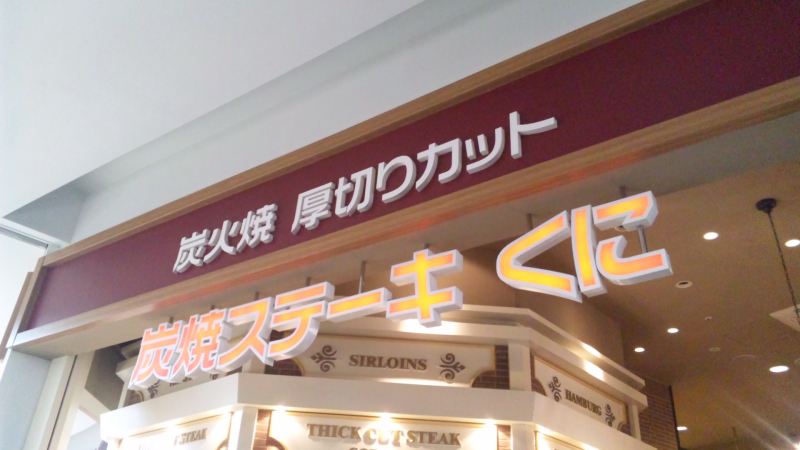 炭火焼 厚切りカット
炭焼ステーキ くに
SIRLOINS
HAMBURG
THICK CUT STEAK